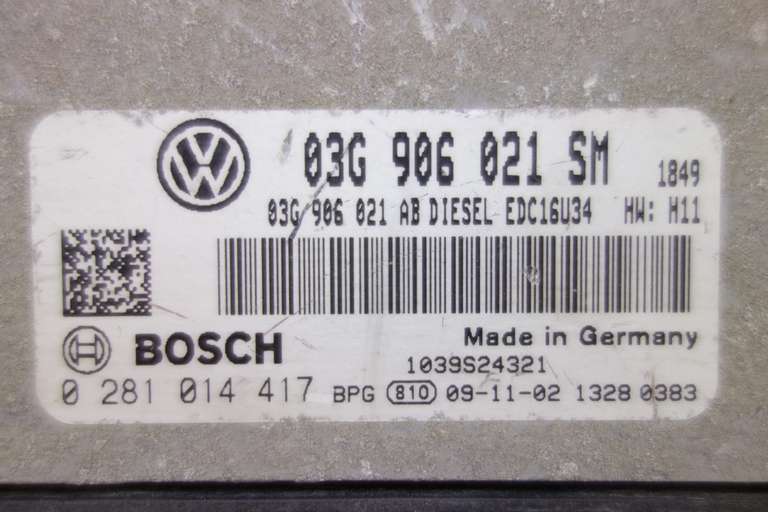 03G 906 021 SM 1849
03G 906 021 AB DIESEL EDC16U34 HW: H11
BOSCH Made in Germany
1039S24321
0 281 014 417 BPG 810 09-11-02 1328 0383